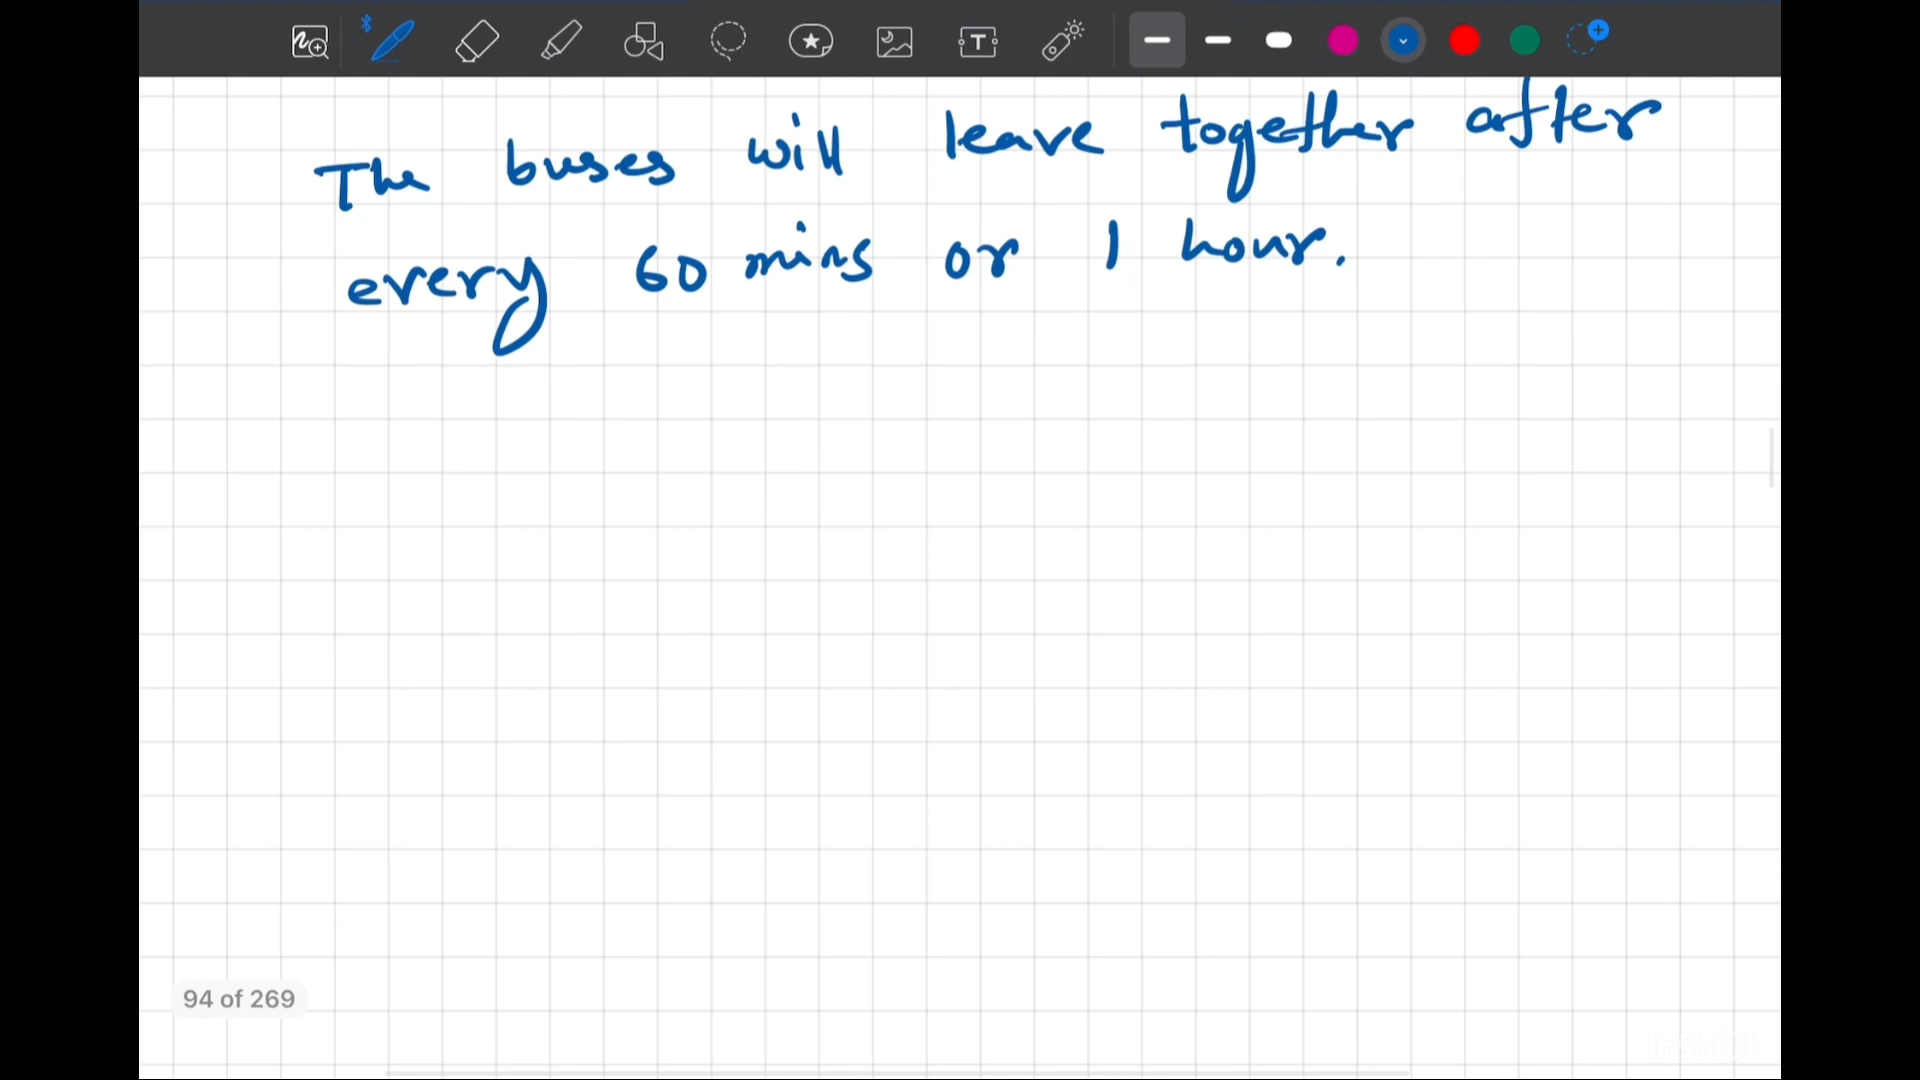 The buses will leave together after
every 60 mins or 1 hour.
94 of 269